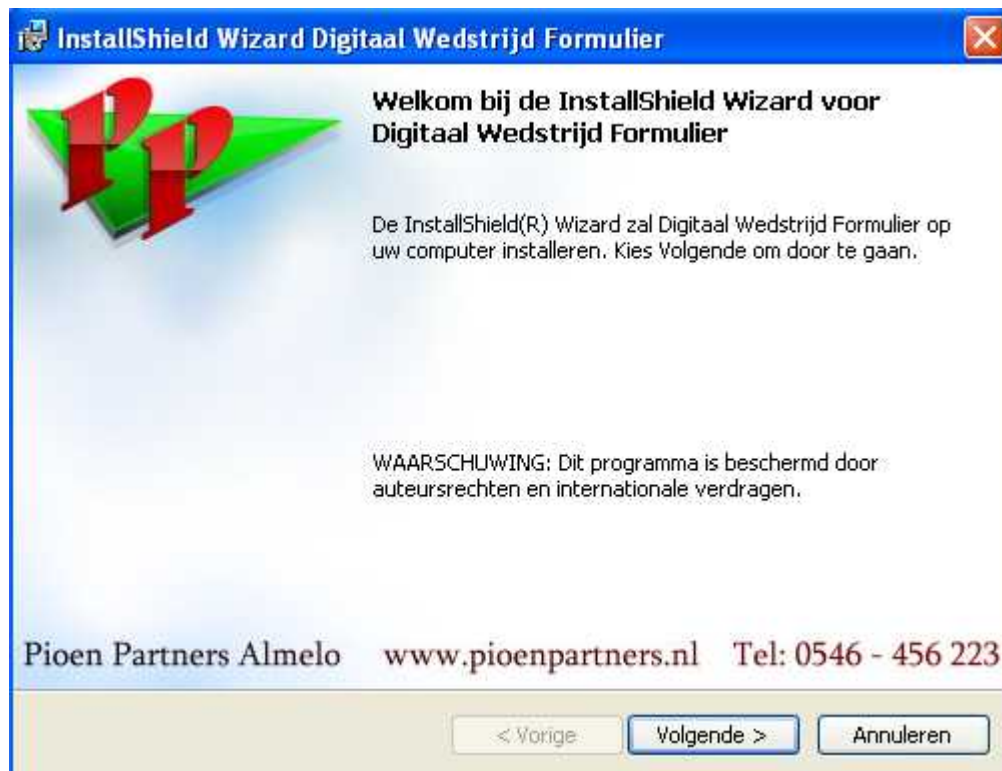 InstallShield Wizard Digitaal Wedstrijd Formulier
PP
Welkom bij de InstallShield Wizard voor
Digitaal Wedstrijd Formulier
De InstallShield(R) Wizard zal Digitaal Wedstrijd Formulier op
uw computer installeren. Kies Volgende om door te gaan.
WAARSCHUWING: Dit programma is beschermd door
auteursrechten en internationale verdragen.
Pioen Partners Almelo www.pioenpartners.nl Tel: 0546 - 456 223
< Vorige Volgende > Annuleren